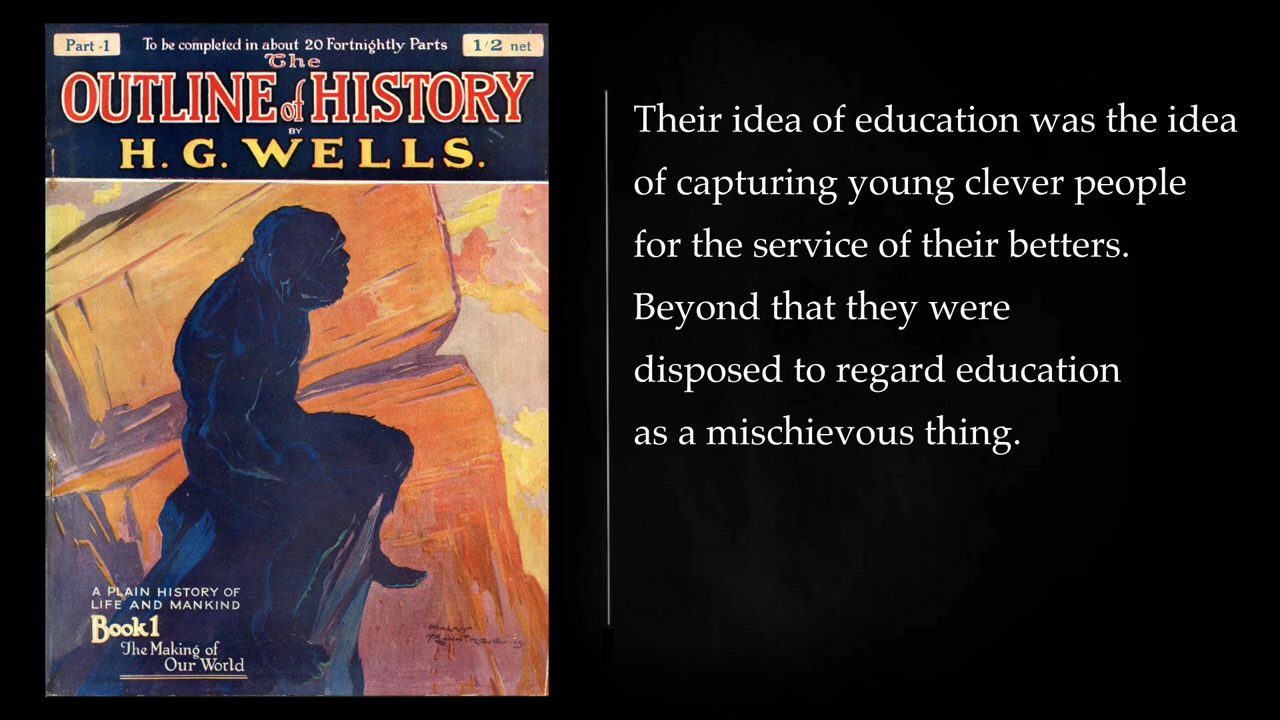 Part -1
To be completed in about 20 Fortnightly Parts
1/2 net
The
OUTLINE of HISTORY
BY
H. G. WELLS.
A PLAIN HISTORY OF
LIFE AND MANKIND
Book 1
The Making of
Our World
Their idea of education was the idea
of capturing young clever people
for the service of their betters.
Beyond that they were
disposed to regard education
as a mischievous thing.